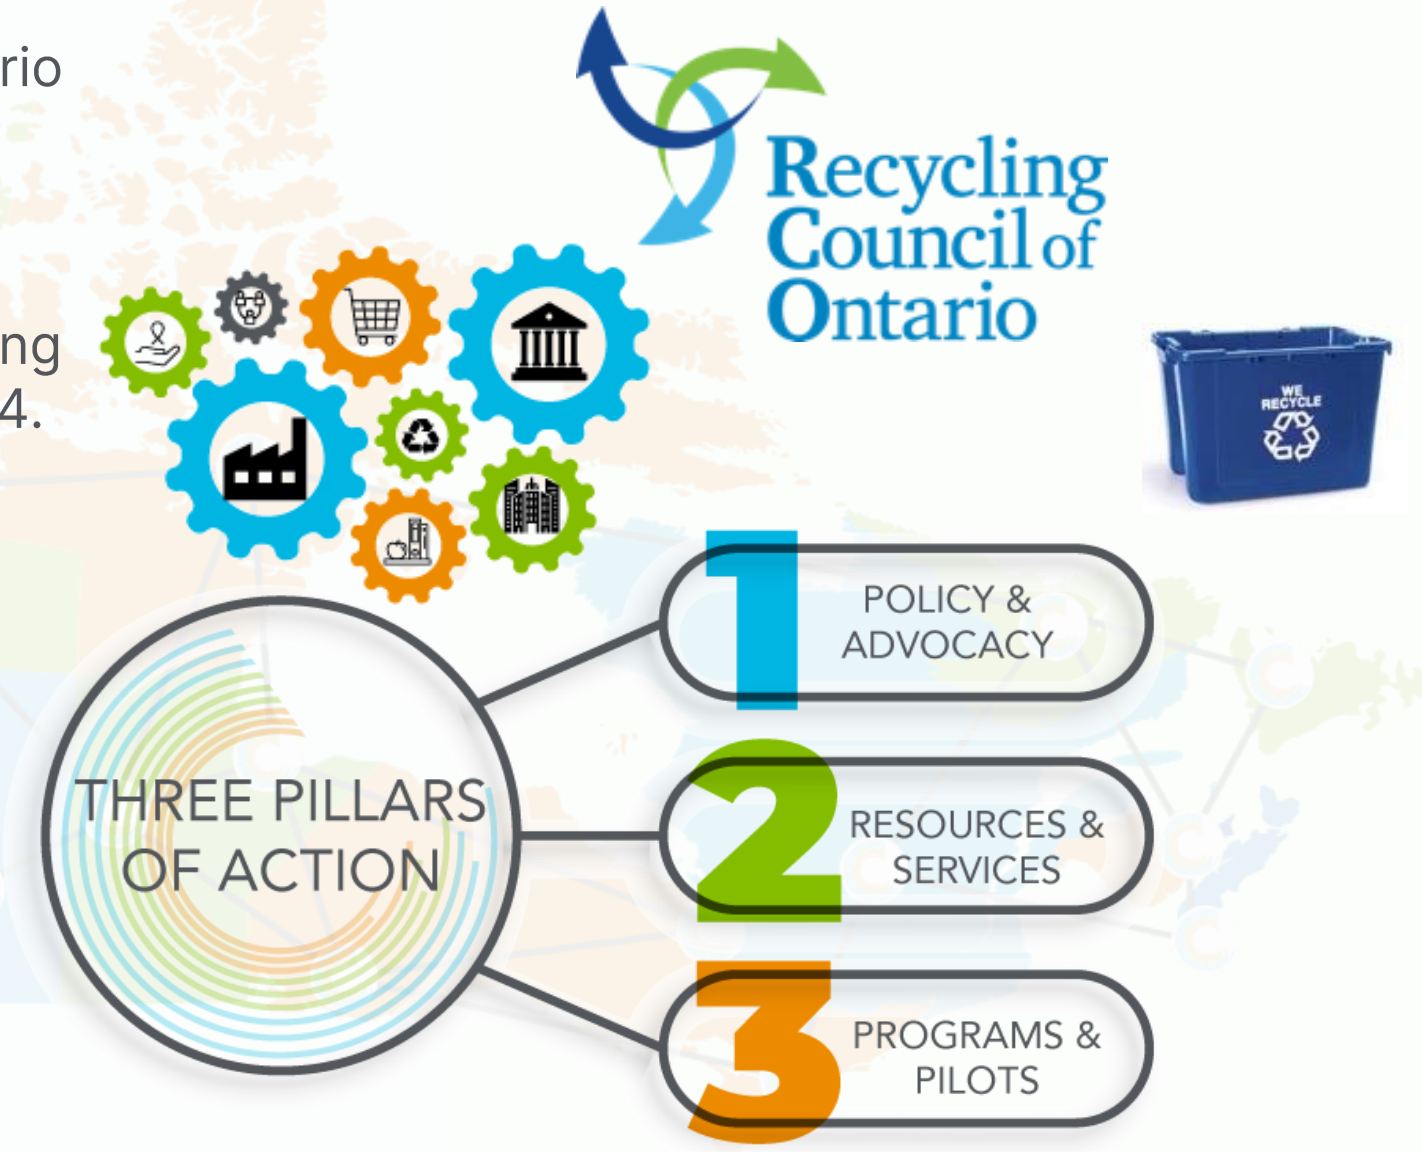 rio
ng
4.
Recycling
Council of
Ontario
WE
RECYCLE
THREE PILLARS
OF ACTION
1
POLICY &
ADVOCACY
2
RESOURCES &
SERVICES
3
PROGRAMS &
PILOTS